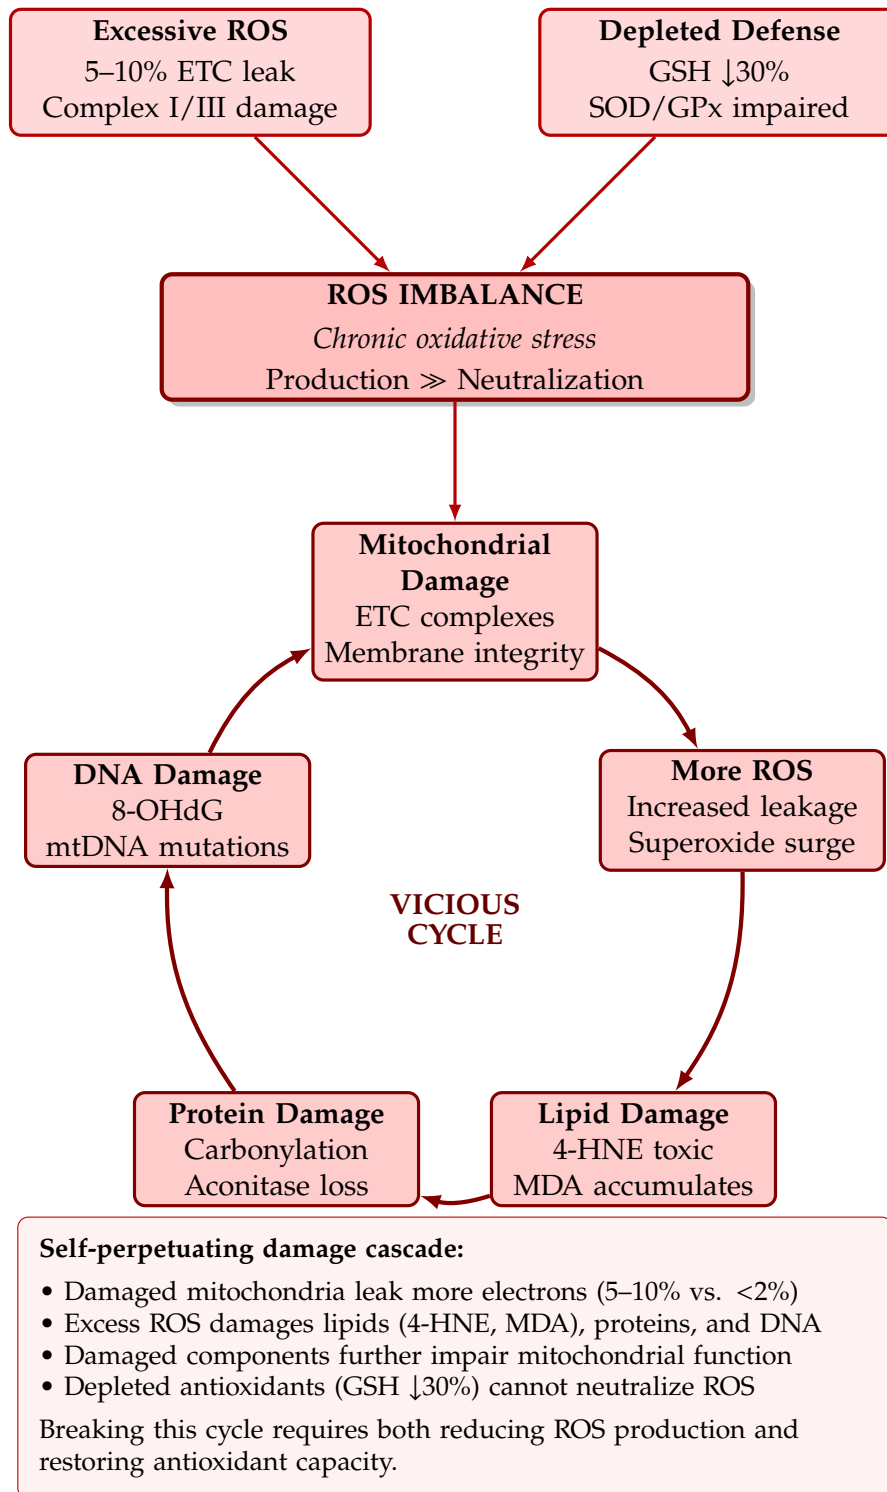 Excessive ROS
5–10% ETC leak
Complex I/III damage
Depleted Defense
GSH ↓30%
SOD/GPx impaired
ROS IMBALANCE
Chronic oxidative stress
Production ≫ Neutralization
Mitochondrial
Damage
ETC complexes
Membrane integrity
DNA Damage
8-OHdG
mtDNA mutations
More ROS
Increased leakage
Superoxide surge
VICIOUS
CYCLE
Protein Damage
Carbonylation
Aconitase loss
Lipid Damage
4-HNE toxic
MDA accumulates
Self-perpetuating damage cascade:
• Damaged mitochondria leak more electrons (5–10% vs. <2%)
• Excess ROS damages lipids (4-HNE, MDA), proteins, and DNA
• Damaged components further impair mitochondrial function
• Depleted antioxidants (GSH ↓30%) cannot neutralize ROS
Breaking this cycle requires both reducing ROS production and
restoring antioxidant capacity.